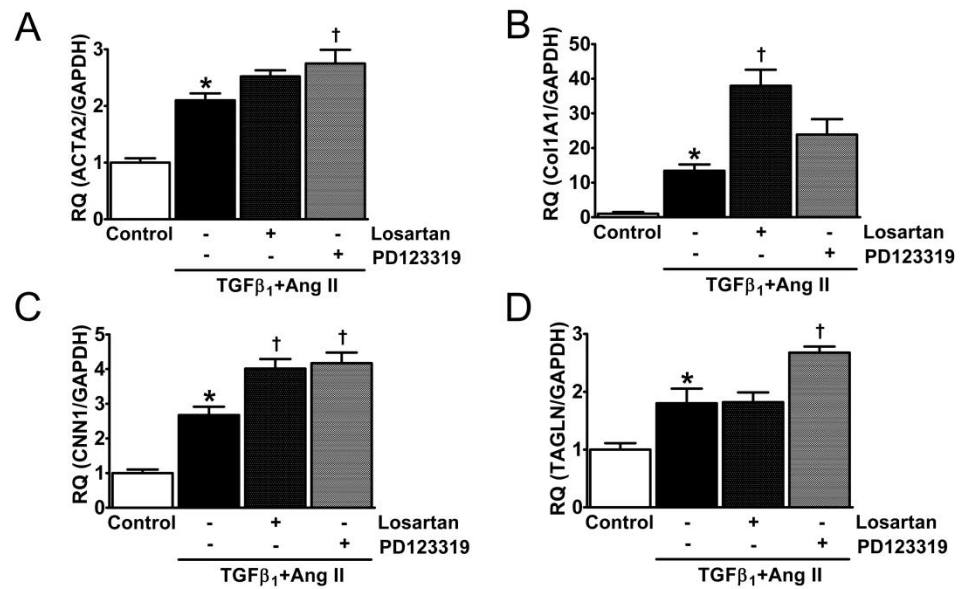 A
RQ (ACTA2/GAPDH)
3
2
1
0
*
†
Control - + - Losartan
- - + PD123319
TGFβ₁+Ang II
B
RQ (Col1A1/GAPDH)
50
40
30
20
10
0
*
†
Control - + - Losartan
- - + PD123319
TGFβ₁+Ang II
C
RQ (CNN1/GAPDH)
5
4
3
2
1
0
*
†
†
Control - + - Losartan
- - + PD123319
TGFβ₁+Ang II
D
RQ (TAGLN/GAPDH)
3
2
1
0
*
†
Control - + - Losartan
- - + PD123319
TGFβ₁+Ang II